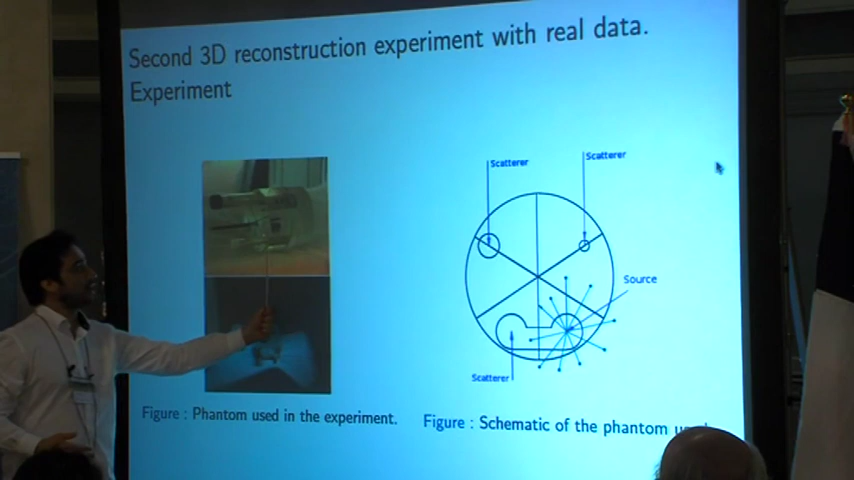 Second 3D reconstruction experiment with real data.
Experiment
Scatterer
Scatterer
Source
Scatterer
Figure : Phantom used in the experiment.
Figure : Schematic of the phantom